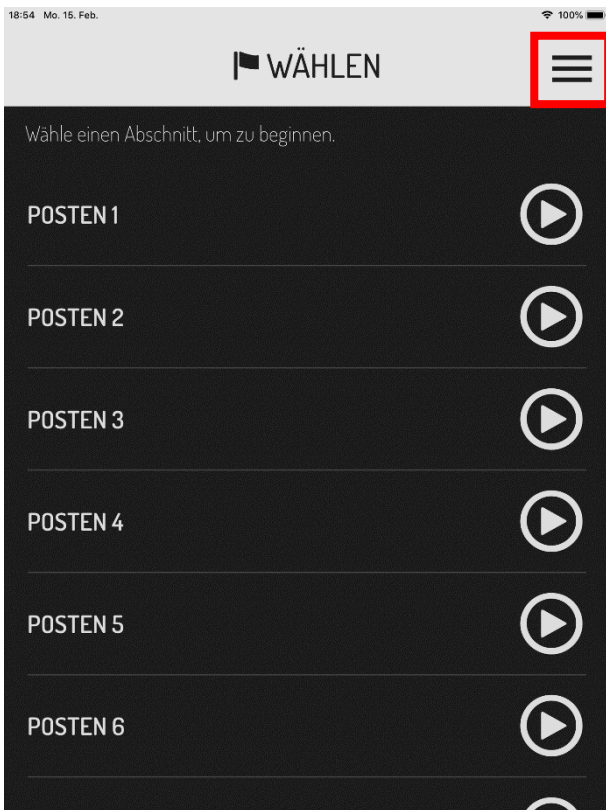 18:54 Mo. 15. Feb. 100%
WÄHLEN
Wähle einen Abschnitt, um zu beginnen.
POSTEN 1
POSTEN 2
POSTEN 3
POSTEN 4
POSTEN 5
POSTEN 6